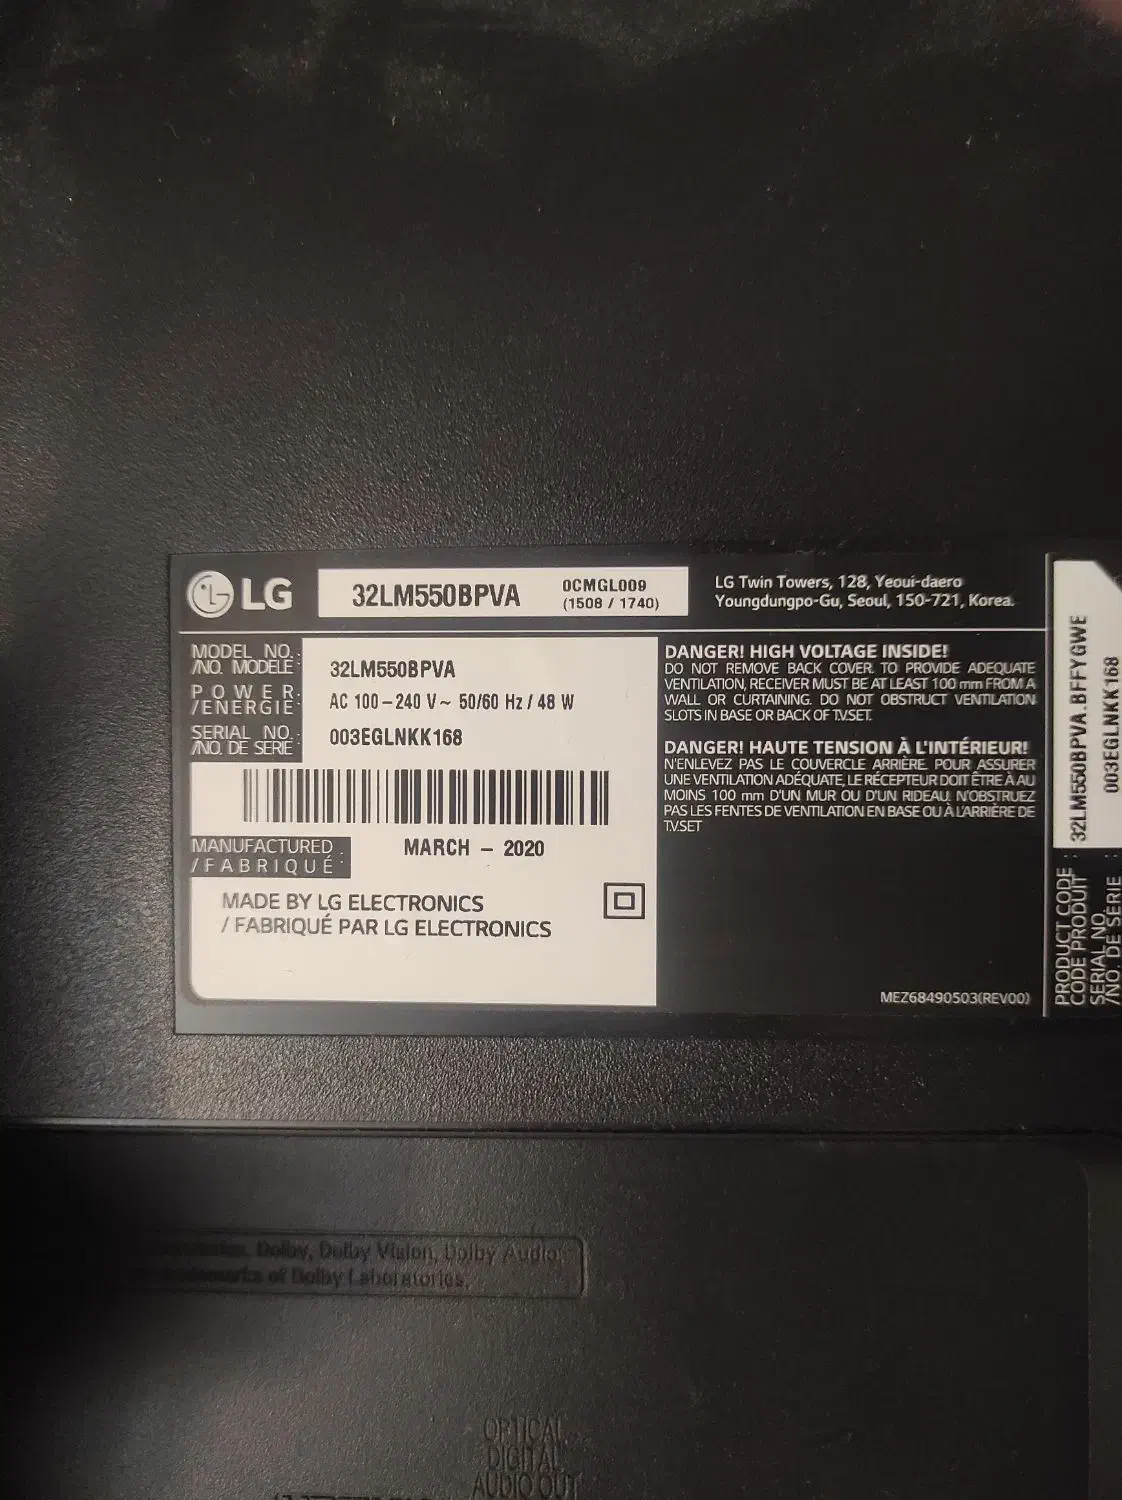 LG
32LM550BPVA
0CMGL009
(1508 / 1740)
LG Twin Towers, 128, Yeoui-daero
Youngdungpo-Gu, Seoul, 150-721, Korea.
MODEL NO. :
/NO. MODÈLE
32LM550BPVA
POWER :
/ENERGIE
AC 100–240 V~ 50/60 Hz / 48 W
SERIAL NO. :
/NO. DE SÉRIE
003EGLNKK168
MANUFACTURED :
/FABRIQUÉ
MARCH – 2020
MADE BY LG ELECTRONICS
/ FABRIQUÉ PAR LG ELECTRONICS
DANGER! HIGH VOLTAGE INSIDE!
DO NOT REMOVE BACK COVER. TO PROVIDE ADEQUATE
VENTILATION, RECEIVER MUST BE AT LEAST 100 mm FROM A
WALL OR CURTAINING. DO NOT OBSTRUCT VENTILATION
SLOTS IN BASE OR BACK OF T.V.SET.
DANGER! HAUTE TENSION À L'INTÉRIEUR!
N'ENLEVEZ PAS LE COUVERCLE ARRIÈRE. POUR ASSURER
UNE VENTILATION ADÉQUATE, LE RÉCEPTEUR DOIT ÊTRE À AU
MOINS 100 mm D'UN MUR OU D'UN RIDEAU. N'OBSTRUEZ
PAS LES FENTES DE VENTILATION EN BASE OU À L'ARRIÈRE DE
T.V.SET
MEZ68490503(REV00)
PRODUCT CODE :
CODE PRODUIT
32LM550BPVA.BFFYGWE
SERIAL NO. :
/NO. DE SÉRIE
003EGLNKK168
Dolby, Dolby Vision, Dolby Audio,
trademarks of Dolby Laboratories.
OPTICAL
DIGITAL
AUDIO OUT